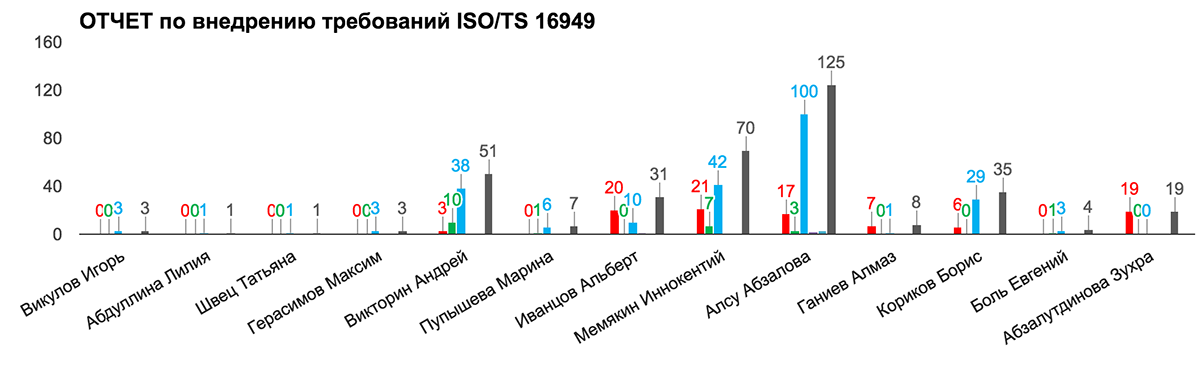 ОТЧЕТ по внедрению требований ISO/TS 16949
160
120
80
40
0
0 0 3 3
0 0 1 1
0 0 1 1
0 0 3 3
3 10 38 51
0 1 6 7
20 0 10 31
21 7 42 70
17 3 100 125
7 0 1 8
6 0 29 35
0 1 3 4
19 0 0 19
Викулов Игорь
Абдуллина Лилия
Швец Татьяна
Герасимов Максим
Викторин Андрей
Пупышева Марина
Иванцов Альберт
Мемякин Иннокентий
Алсу Абзалова
Ганиев Алмаз
Кориков Борис
Боль Евгений
Абзалутдинова Зухра